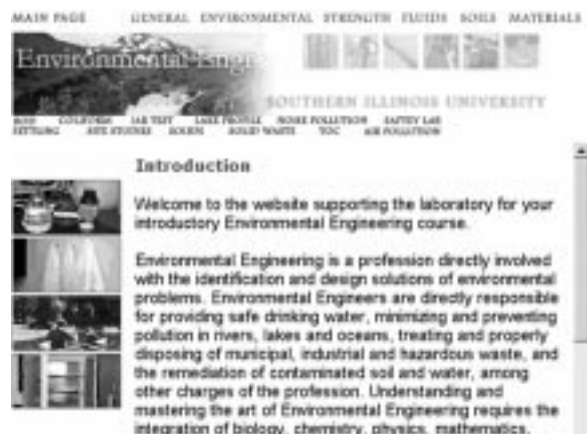 MAIN PAGE GENERAL ENVIRONMENTAL STRENGTH FLUIDS SOILS MATERIALS
Environmental Engi
SOUTHERN ILLINOIS UNIVERSITY
BOD COLIFORM JAR TEST LAKE PROFILE NOISE POLLUTION SAFTEY LAB
SETTLING SITE STUDIES SOLIDS SOLID WASTE TOC AIR POLLUTION
Introduction
Welcome to the website supporting the laboratory for your
introductory Environmental Engineering course.
Environmental Engineering is a profession directly involved
with the identification and design solutions of environmental
problems. Environmental Engineers are directly responsible
for providing safe drinking water, minimizing and preventing
pollution in rivers, lakes and oceans, treating and properly
disposing of municipal, industrial and hazardous waste, and
the remediation of contaminated soil and water, among
other charges of the profession. Understanding and
mastering the art of Environmental Engineering requires the
integration of biology, chemistry, physics, mathematics,